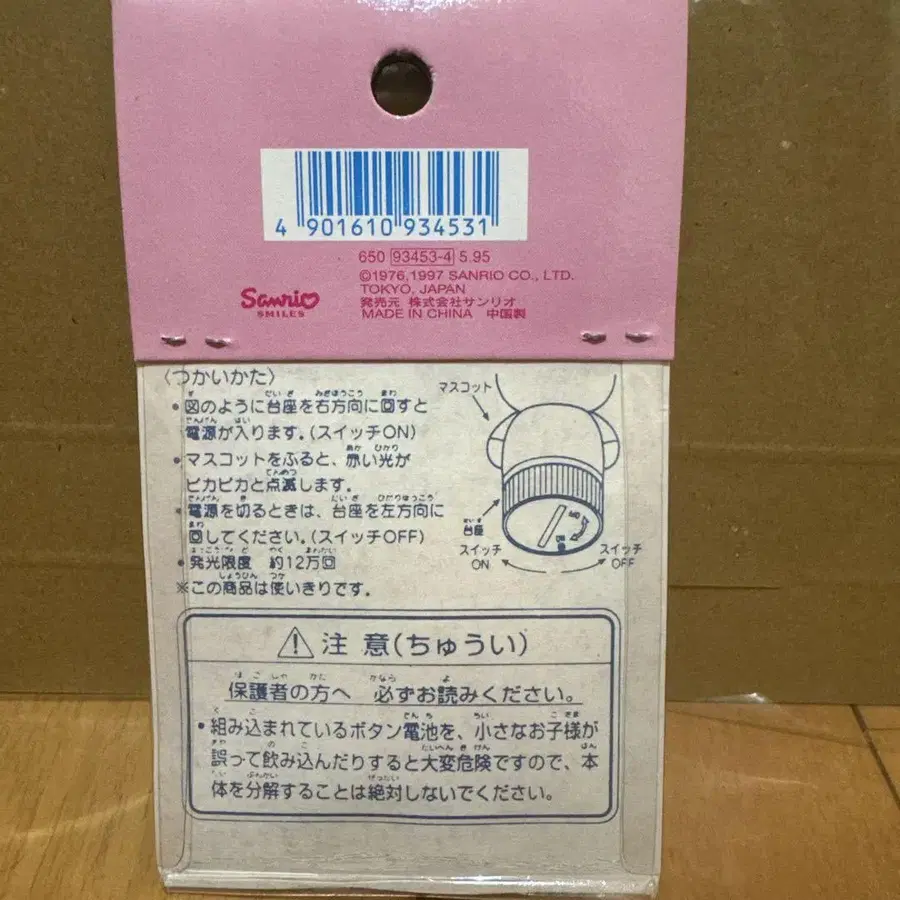 4 901610 934531
650 93453-4 5.95
©1976,1997 SANRIO CO., LTD.
TOKYO, JAPAN
発売元 株式会社サンリオ
MADE IN CHINA 中国製
Sanrio
SMILES
〈つかいかた〉
•図のように台座を右方向に回すと
電源が入ります。(スイッチON)
•マスコットをふると、赤い光が
ピカピカと点滅します。
•電源を切るときは、台座を左方向に
回してください。(スイッチOFF)
•発光限度 約12万回
※この商品は使いきりです。
マスコット
台座
スイッチ
ON
スイッチ
OFF
注意(ちゅうい)
保護者の方へ 必ずお読みください。
•組み込まれているボタン電池を、小さなお子様が
誤って飲み込んだりすると大変危険ですので、本
体を分解することは絶対しないでください。